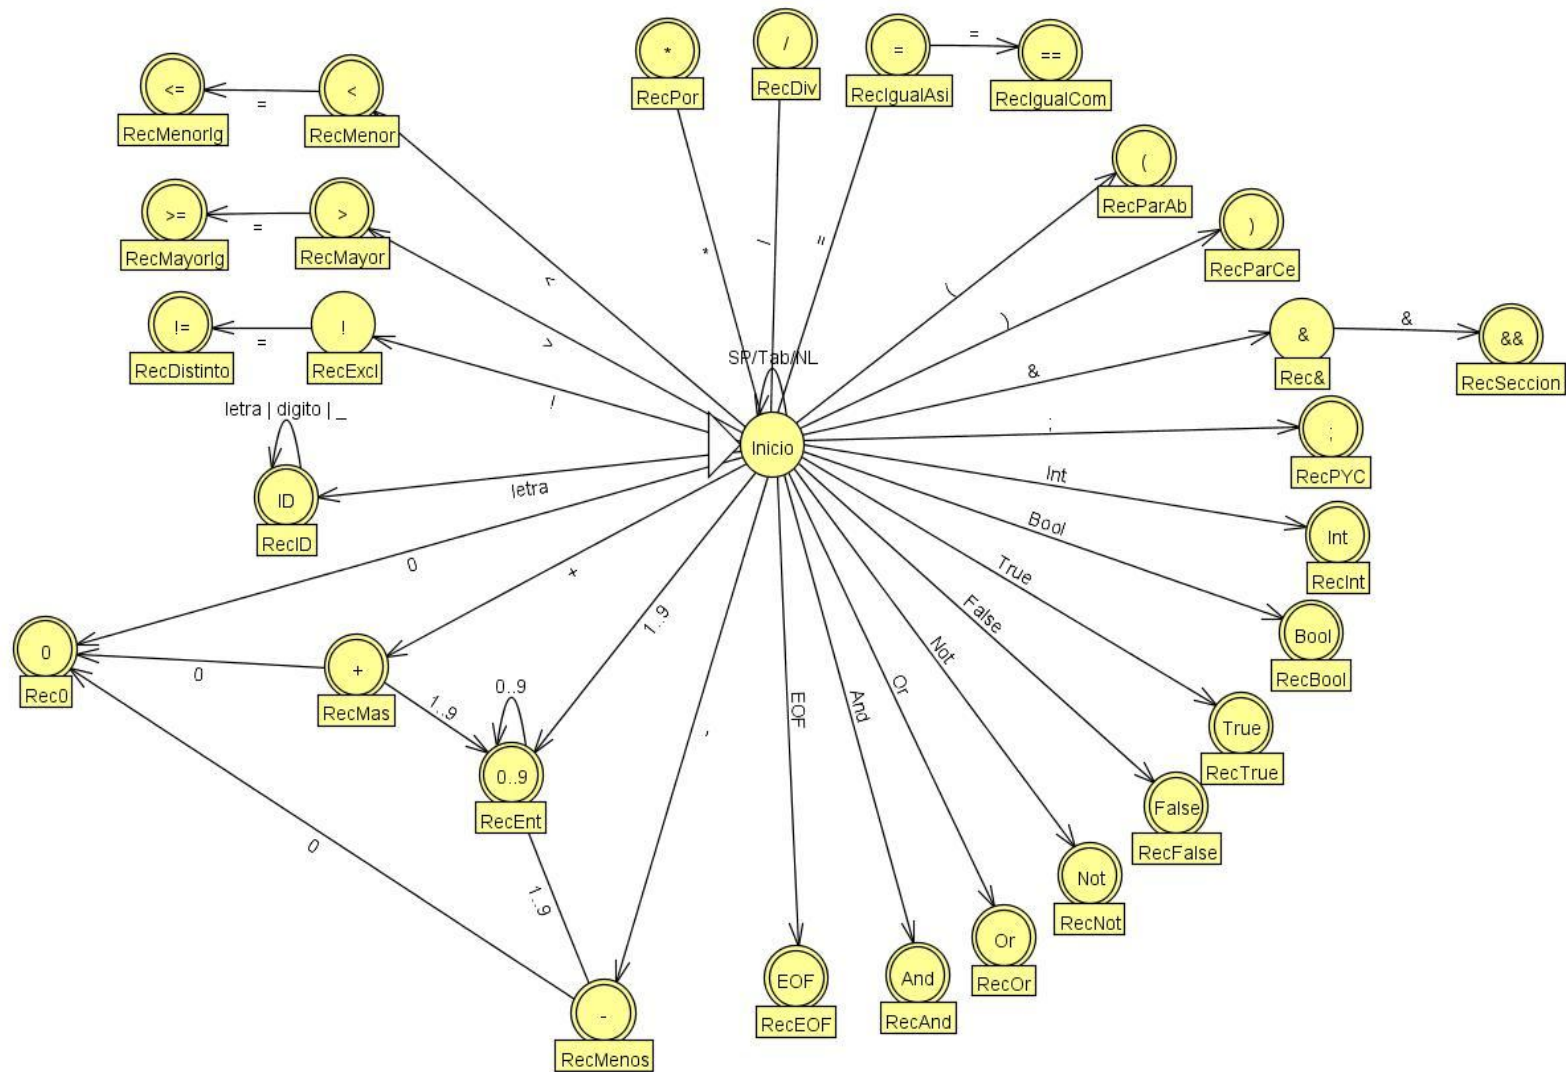 *
RecPor
/
RecDiv
=
RecIgualAsi
=
==
RecIgualCom
<=
RecMenorIg
=
<
RecMenor
>=
RecMayorIg
=
>
RecMayor
!=
RecDistinto
=
!
RecExcl
(
RecParAb
)
RecParCe
&
Rec&
&
&&
RecSeccion
<
>
!
*
/
=
(
)
&
SP/Tab/NL
Inicio
;
;
RecPYC
letra | digito | _
ID
RecID
letra
Int
Int
RecInt
Bool
Bool
RecBool
True
True
RecTrue
False
False
RecFalse
Not
Not
RecNot
Or
Or
RecOr
And
And
RecAnd
EOF
EOF
RecEOF
0
0
Rec0
0
+
+
RecMas
1..9
1..9
0..9
0..9
RecEnt
1..9
0
-
-
RecMenos